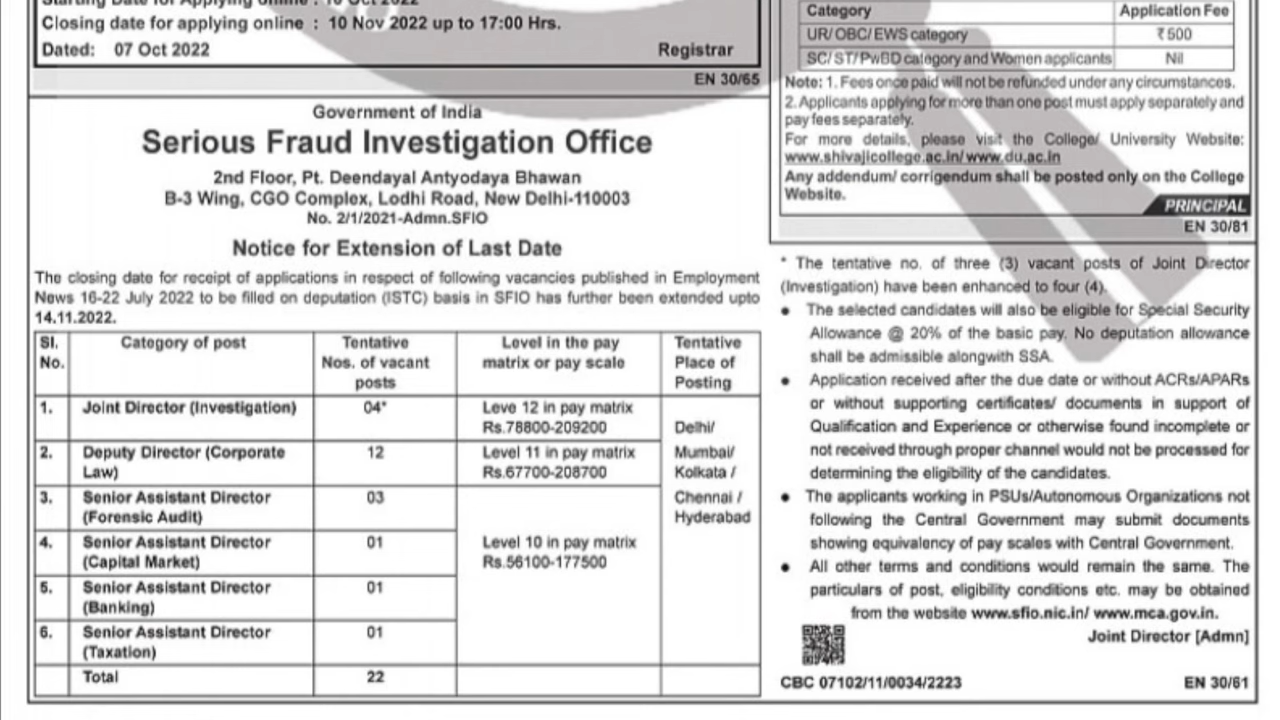 Starting Date for Applying online : 10 Oct 2022
Closing date for applying online : 10 Nov 2022 up to 17:00 Hrs.
Dated: 07 Oct 2022 Registrar
EN 30/65
Government of India
Serious Fraud Investigation Office
2nd Floor, Pt. Deendayal Antyodaya Bhawan
B-3 Wing, CGO Complex, Lodhi Road, New Delhi-110003
No. 2/1/2021-Admn.SFIO
Notice for Extension of Last Date
The closing date for receipt of applications in respect of following vacancies published in Employment
News 16-22 July 2022 to be filled on deputation (ISTC) basis in SFIO has further been extended upto
14.11.2022.
Sl. No. Category of post Tentative Nos. of vacant posts Level in the pay matrix or pay scale Tentative Place of Posting
1. Joint Director (Investigation) 04* Leve 12 in pay matrix Rs.78800-209200 Delhi/
2. Deputy Director (Corporate Law) 12 Level 11 in pay matrix Rs.67700-208700 Mumbai/ Kolkata /
3. Senior Assistant Director (Forensic Audit) 03 Chennai / Hyderabad
4. Senior Assistant Director (Capital Market) 01 Level 10 in pay matrix Rs.56100-177500
5. Senior Assistant Director (Banking) 01
6. Senior Assistant Director (Taxation) 01
Total 22
Category Application Fee
UR/OBC/EWS category ₹500
SC/ST/PwBD category and Women applicants Nil
Note: 1. Fees once paid will not be refunded under any circumstances.
2. Applicants applying for more than one post must apply separately and
pay fees separately.
For more details, please visit the College/ University Website:
www.shivajicollege.ac.in/www.du.ac.in
Any addendum/ corrigendum shall be posted only on the College
Website.
PRINCIPAL
EN 30/81
* The tentative no. of three (3) vacant posts of Joint Director
(Investigation) have been enhanced to four (4).
• The selected candidates will also be eligible for Special Security
Allowance @ 20% of the basic pay. No deputation allowance
shall be admissible alongwith SSA.
• Application received after the due date or without ACRs/APARs
or without supporting certificates/ documents in support of
Qualification and Experience or otherwise found incomplete or
not received through proper channel would not be processed for
determining the eligibility of the candidates.
• The applicants working in PSUs/Autonomous Organizations not
following the Central Government may submit documents
showing equivalency of pay scales with Central Government.
• All other terms and conditions would remain the same. The
particulars of post, eligibility conditions etc. may be obtained
from the website www.sfio.nic.in/ www.mca.gov.in.
Joint Director [Admn]
CBC 07102/11/0034/2223 EN 30/61